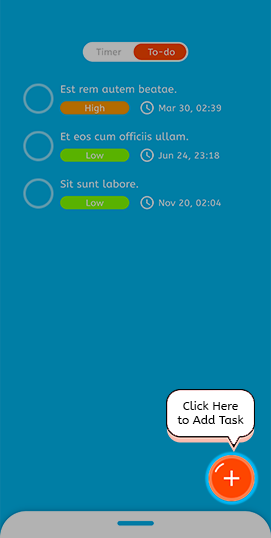 Timer To-do
Est rem autem beatae.
High Mar 30, 02:39
Et eos cum officiis ullam.
Low Jun 24, 23:18
Sit sunt labore.
Low Nov 20, 02:04
Click Here
to Add Task